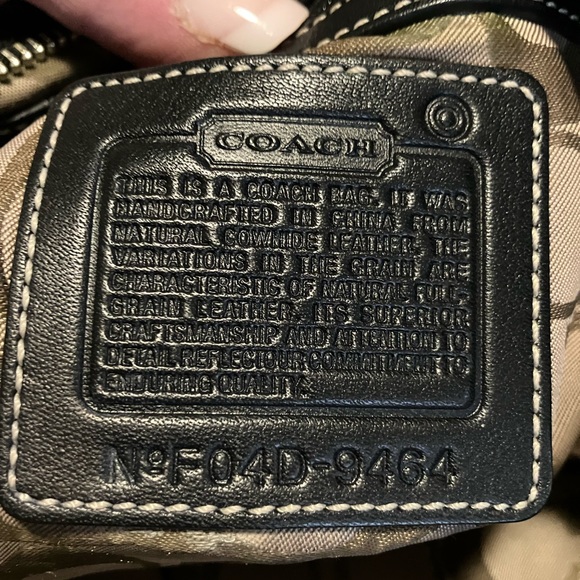 COACH
THIS IS A COACH BAG. IT WAS
HANDCRAFTED IN CHINA FROM
NATURAL COWHIDE LEATHER. THE
VARIATIONS IN THE GRAIN ARE
CHARACTERISTIC OF NATURAL FULL-
GRAIN LEATHER. ITS SUPERIOR
CRAFTSMANSHIP AND ATTENTION TO
DETAIL REFLECT OUR COMMITMENT TO
ENDURING QUALITY.
NºF04D-9464